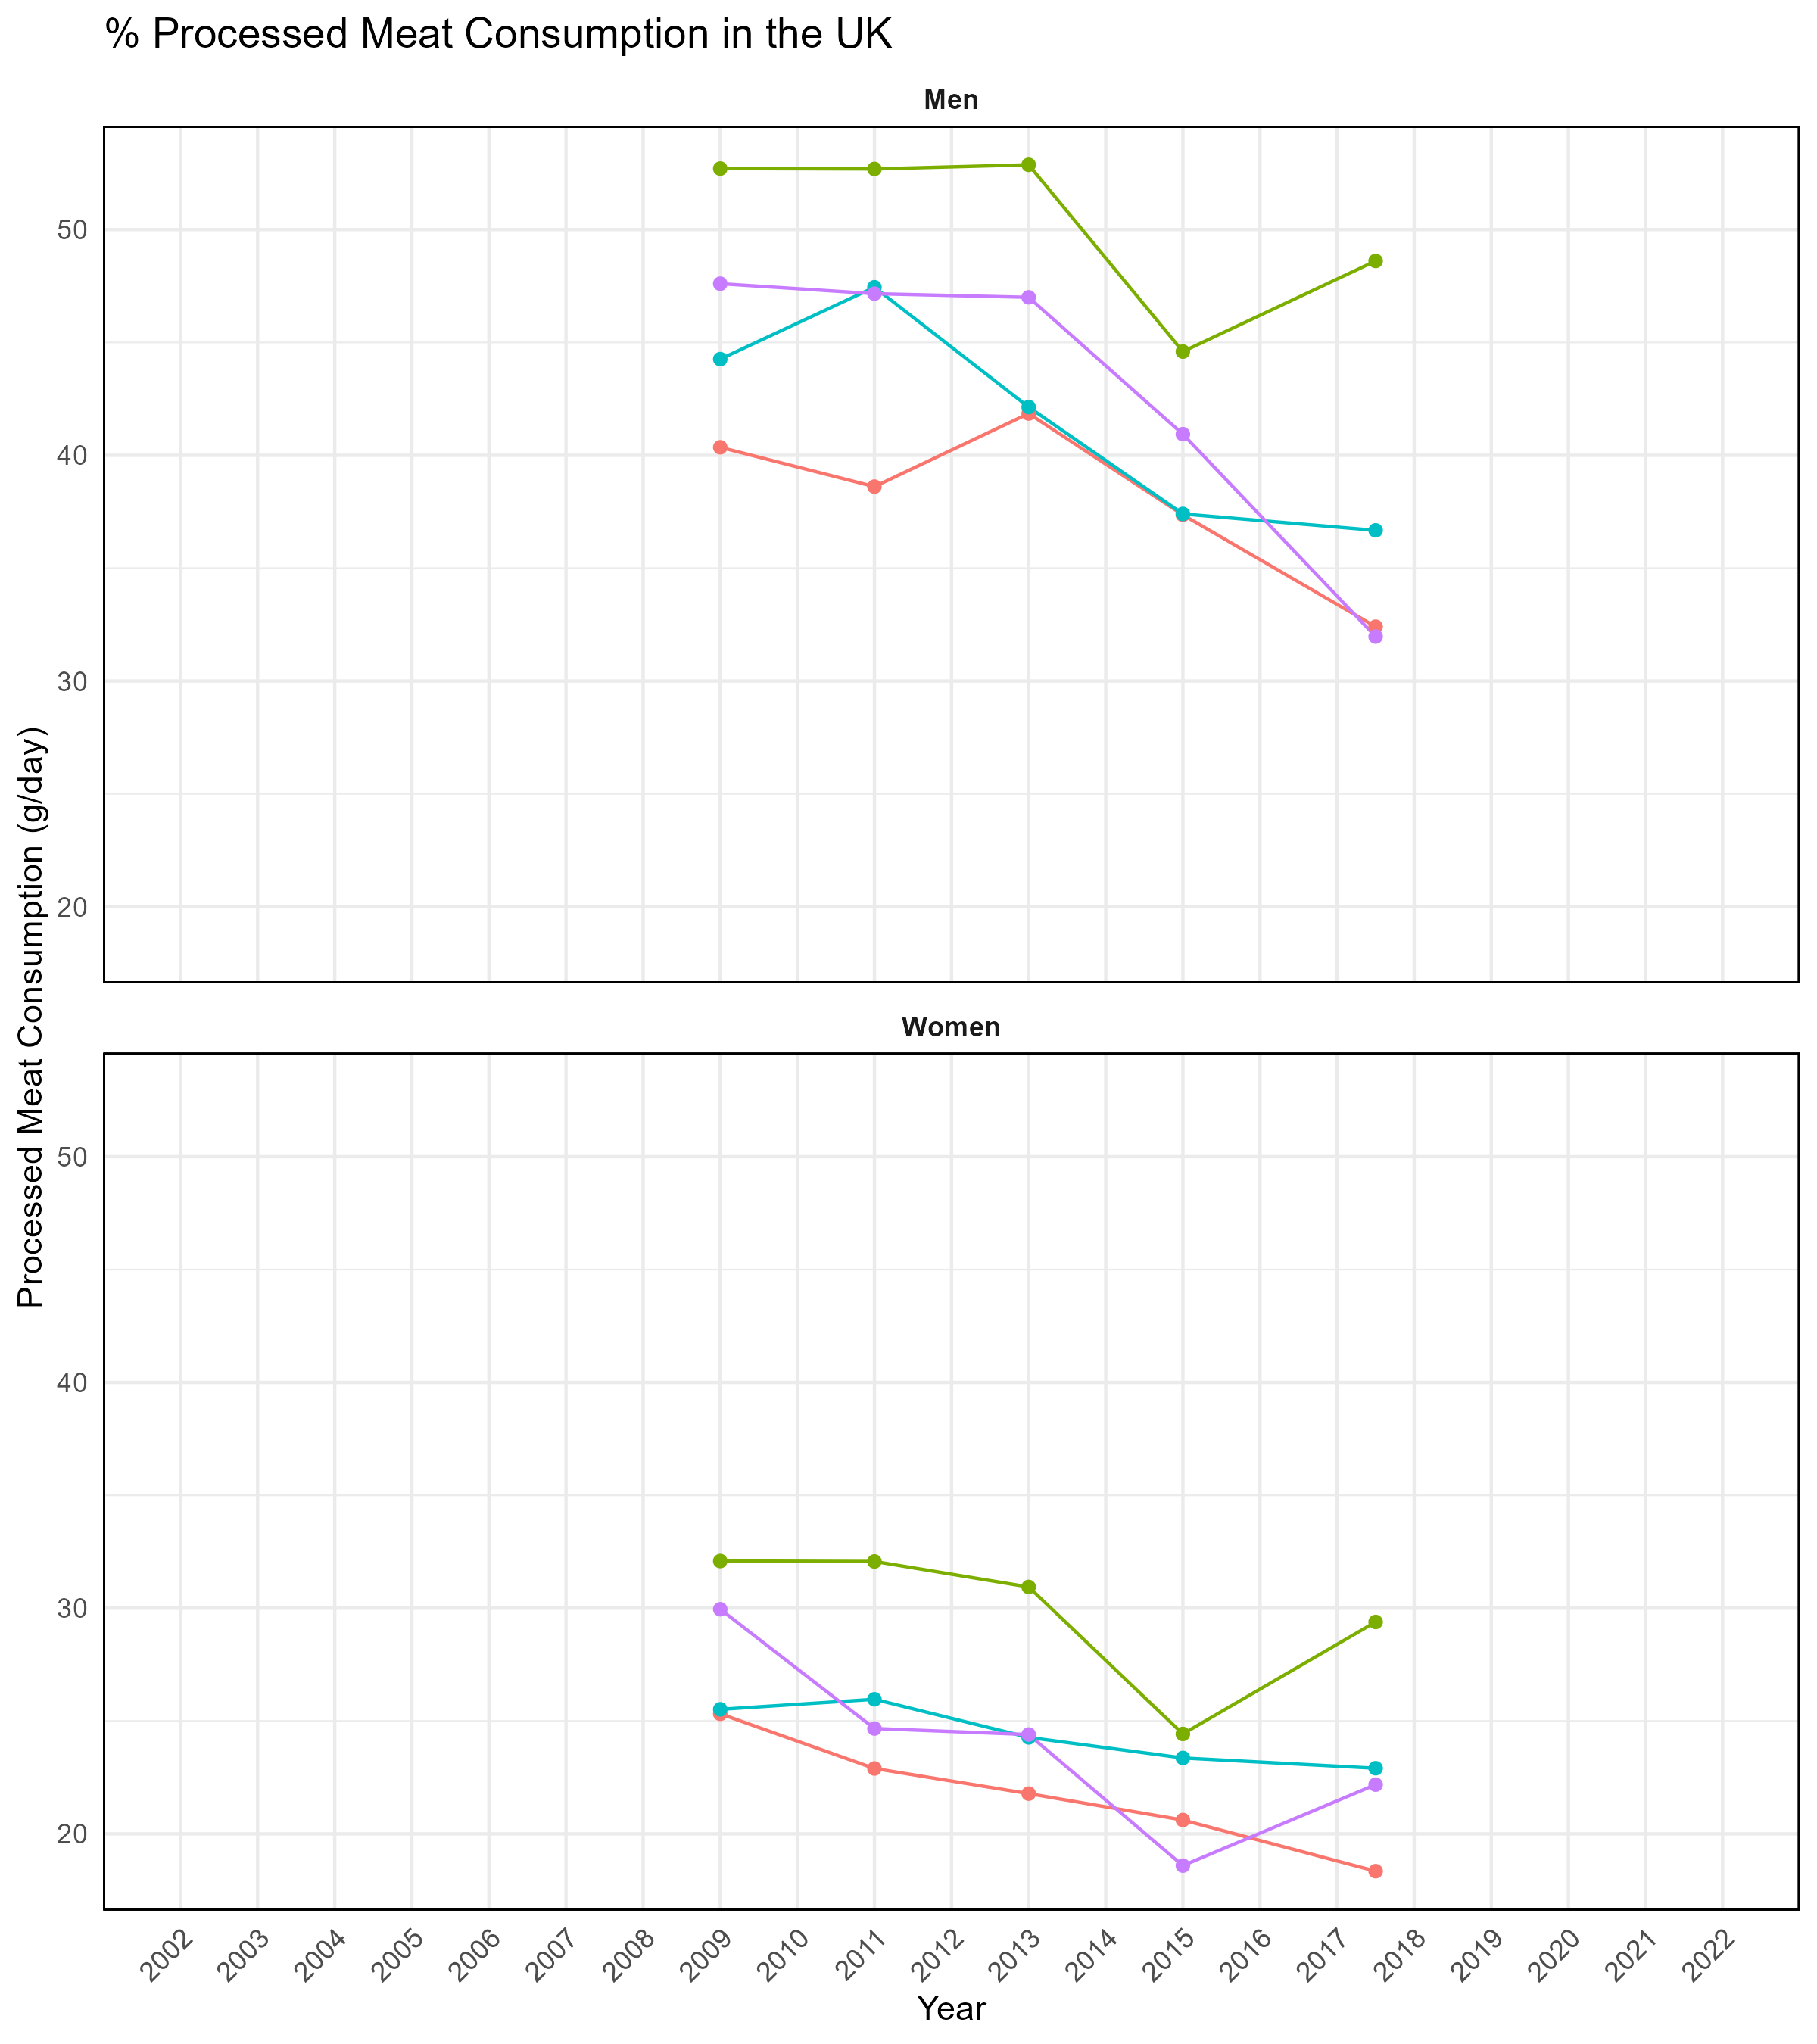 % Processed Meat Consumption in the UK
Men
50
40
30
20
Processed Meat Consumption (g/day)
Women
50
40
30
20
2002 2003 2004 2005 2006 2007 2008 2009 2010 2011 2012 2013 2014 2015 2016 2017 2018 2019 2020 2021 2022
Year